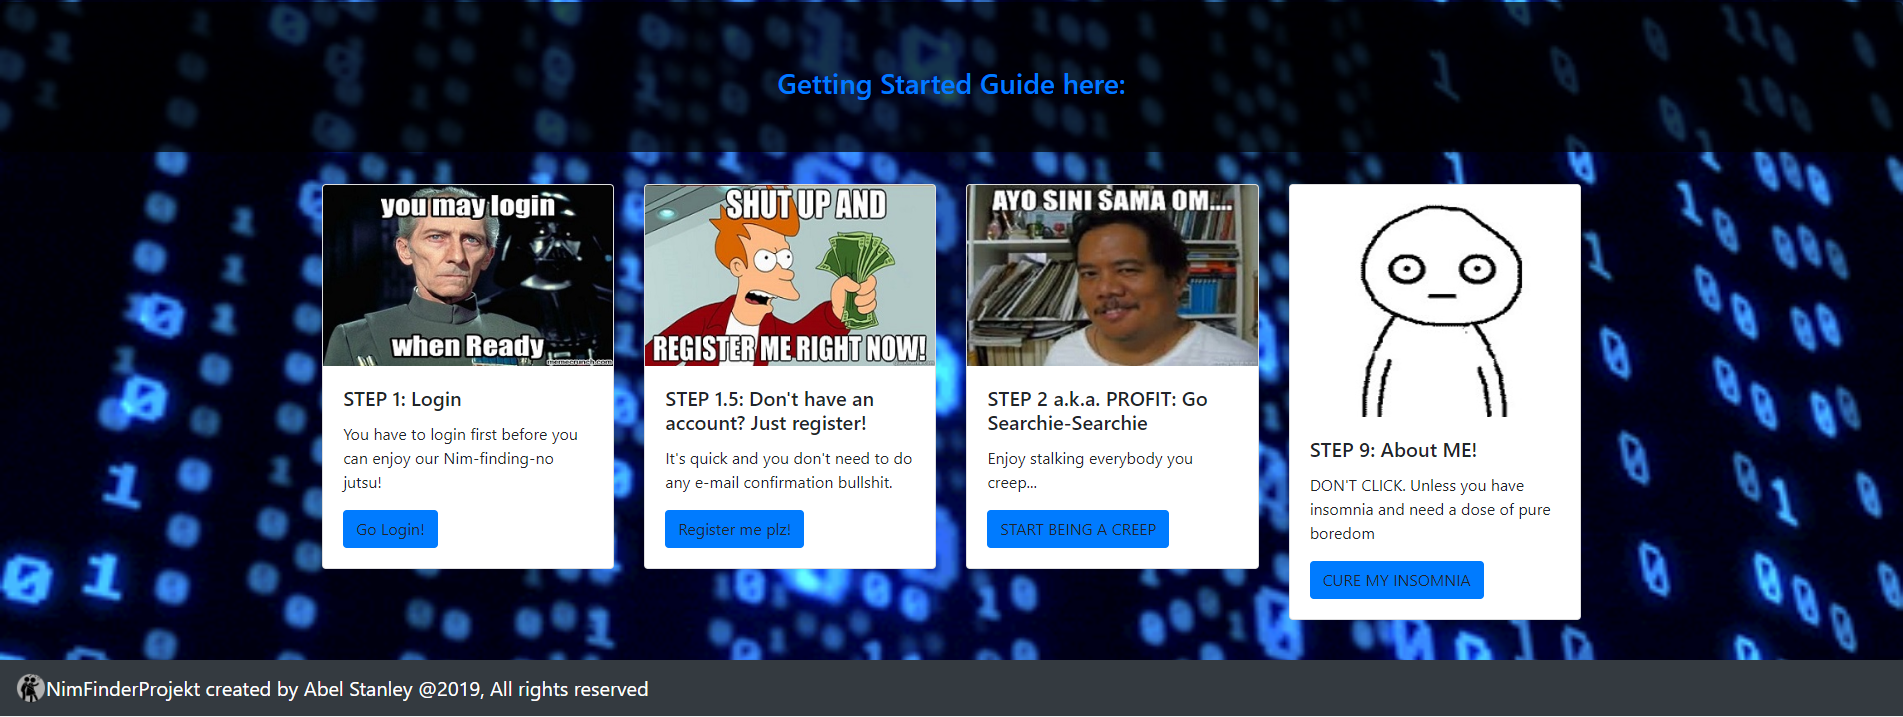 Getting Started Guide here:
you may login
when Ready
memecrunch.com
STEP 1: Login
You have to login first before you
can enjoy our Nim-finding-no
jutsu!
Go Login!
SHUT UP AND
REGISTER ME RIGHT NOW!
STEP 1.5: Don't have an
account? Just register!
It's quick and you don't need to do
any e-mail confirmation bullshit.
Register me plz!
AYO SINI SAMA OM....
STEP 2 a.k.a. PROFIT: Go
Searchie-Searchie
Enjoy stalking everybody you
creep...
START BEING A CREEP
STEP 9: About ME!
DON'T CLICK. Unless you have
insomnia and need a dose of pure
boredom
CURE MY INSOMNIA
NimFinderProjekt created by Abel Stanley @2019, All rights reserved